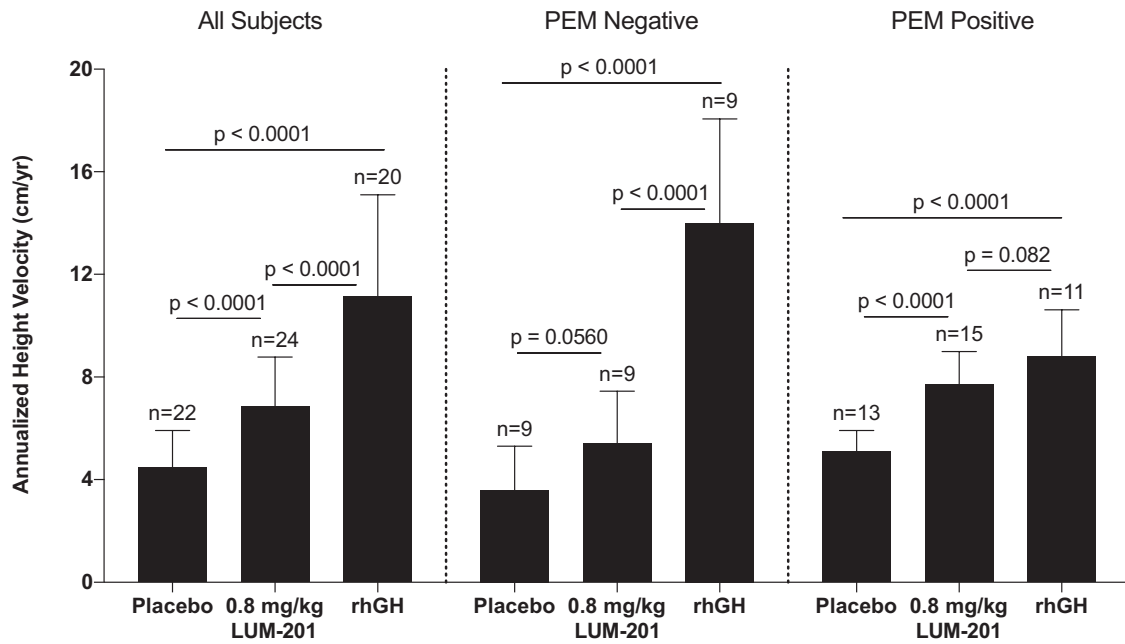 All Subjects
PEM Negative
PEM Positive
Annualized Height Velocity (cm/yr)
20
16
12
8
4
0
p < 0.0001
n=20
p < 0.0001
p < 0.0001
n=24
n=22
Placebo
0.8 mg/kg
LUM-201
rhGH
p < 0.0001
n=9
p < 0.0001
p = 0.0560
n=9
n=9
Placebo
0.8 mg/kg
LUM-201
rhGH
p < 0.0001
p = 0.082
n=11
p < 0.0001
n=15
n=13
Placebo
0.8 mg/kg
LUM-201
rhGH